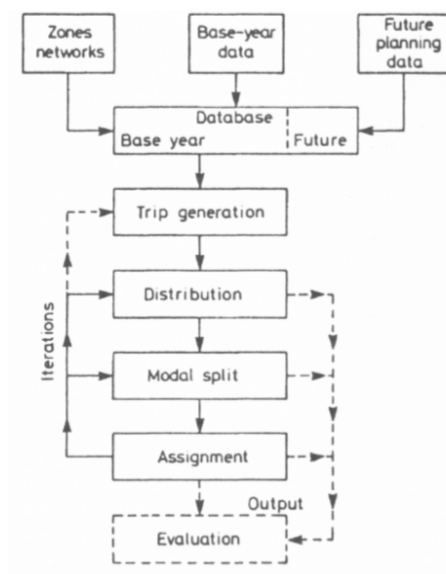 Zones
networks
Base-year
data
Future
planning
data
Database
Base year
Future
Trip generation
Distribution
Iterations
Modal split
Assignment
Output
Evaluation